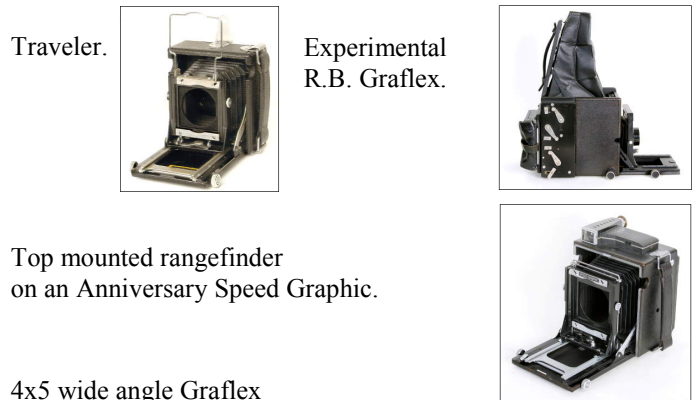 Traveler.
Experimental
R.B. Graflex.
Top mounted rangefinder
on an Anniversary Speed Graphic.
4x5 wide angle Graflex